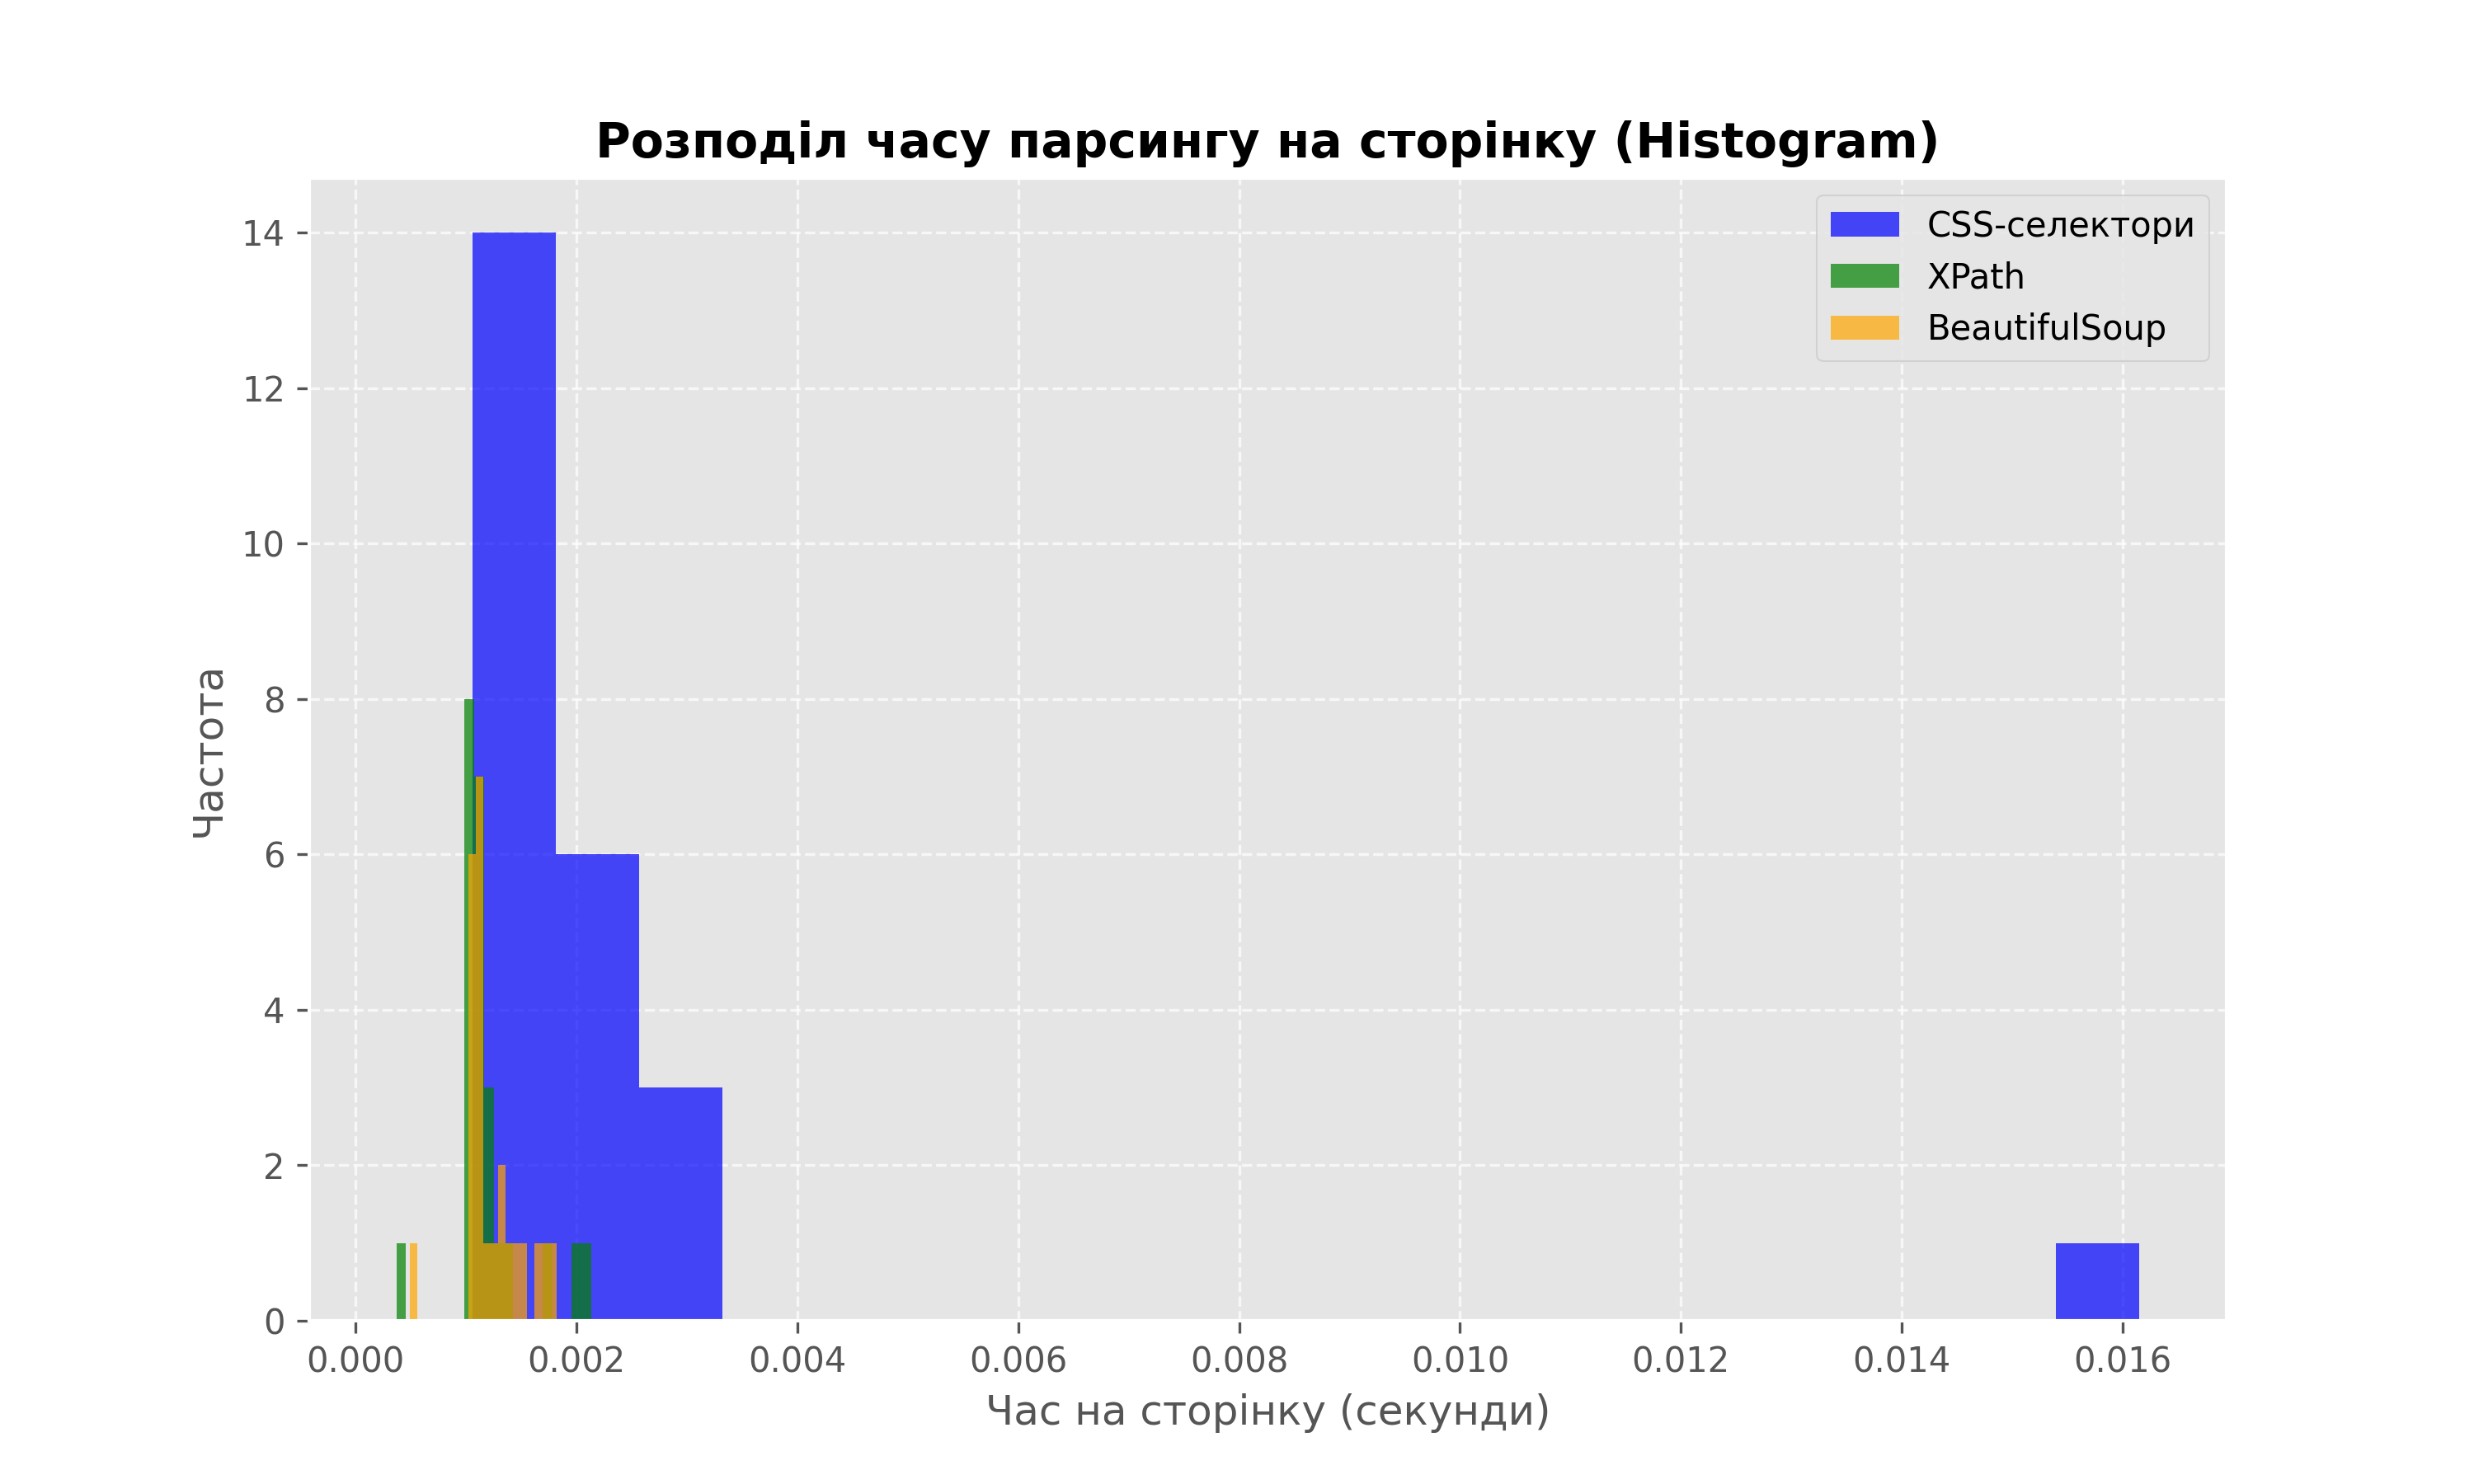 Розподіл часу парсингу на сторінку (Histogram)
CSS-селектори
XPath
BeautifulSoup
Частота
14
12
10
8
6
4
2
0
0.000 0.002 0.004 0.006 0.008 0.010 0.012 0.014 0.016
Час на сторінку (секунди)